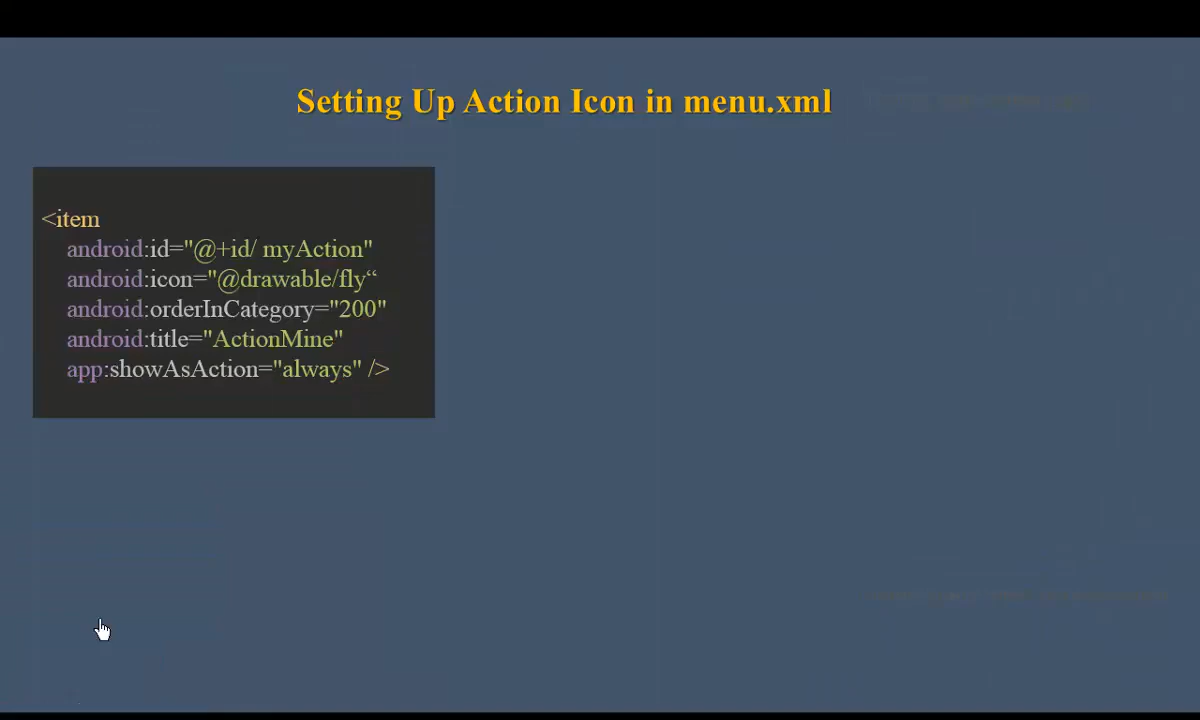 Setting Up Action Icon in menu.xml
<item
android:id="@+id/ myAction"
android:icon="@drawable/fly“
android:orderInCategory="200"
android:title="ActionMine"
app:showAsAction="always" />